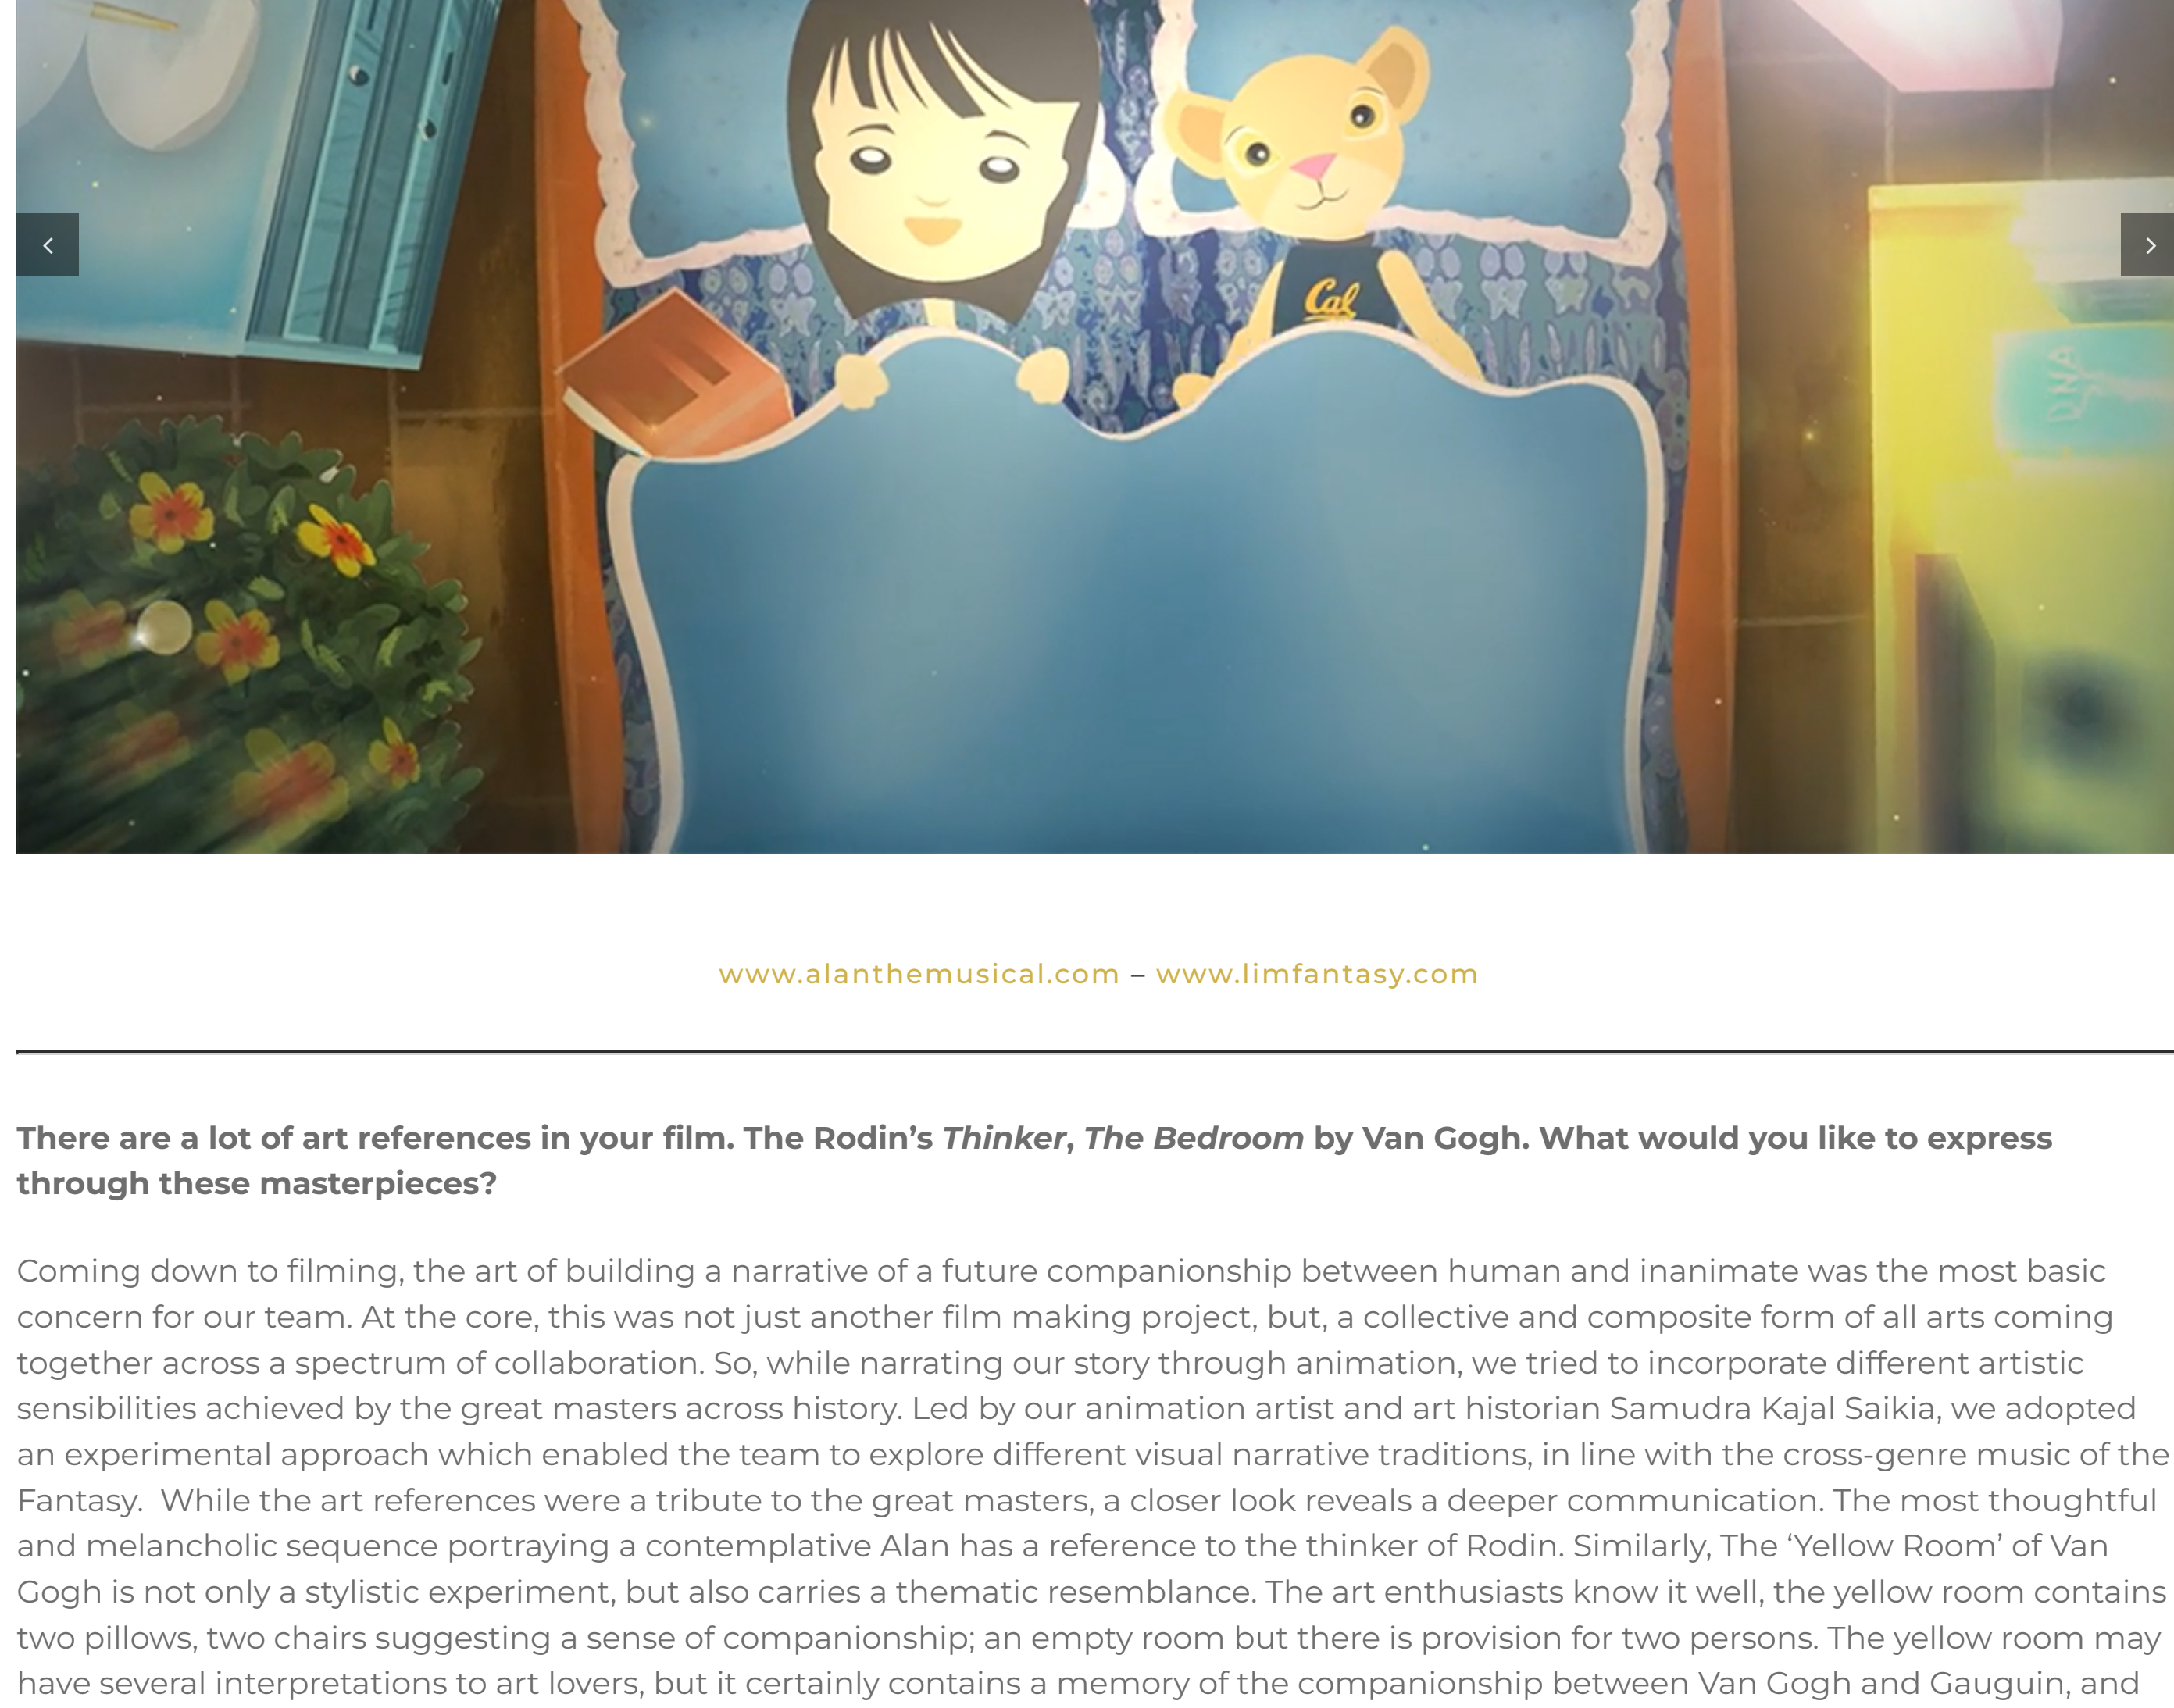 Cal
DNA
www.alanthemusical.com – www.limfantasy.com
There are a lot of art references in your film. The Rodin’s Thinker, The Bedroom by Van Gogh. What would you like to express
through these masterpieces?
Coming down to filming, the art of building a narrative of a future companionship between human and inanimate was the most basic
concern for our team. At the core, this was not just another film making project, but, a collective and composite form of all arts coming
together across a spectrum of collaboration. So, while narrating our story through animation, we tried to incorporate different artistic
sensibilities achieved by the great masters across history. Led by our animation artist and art historian Samudra Kajal Saikia, we adopted
an experimental approach which enabled the team to explore different visual narrative traditions, in line with the cross-genre music of the
Fantasy.  While the art references were a tribute to the great masters, a closer look reveals a deeper communication. The most thoughtful
and melancholic sequence portraying a contemplative Alan has a reference to the thinker of Rodin. Similarly, The ‘Yellow Room’ of Van
Gogh is not only a stylistic experiment, but also carries a thematic resemblance. The art enthusiasts know it well, the yellow room contains
two pillows, two chairs suggesting a sense of companionship; an empty room but there is provision for two persons. The yellow room may
have several interpretations to art lovers, but it certainly contains a memory of the companionship between Van Gogh and Gauguin, and